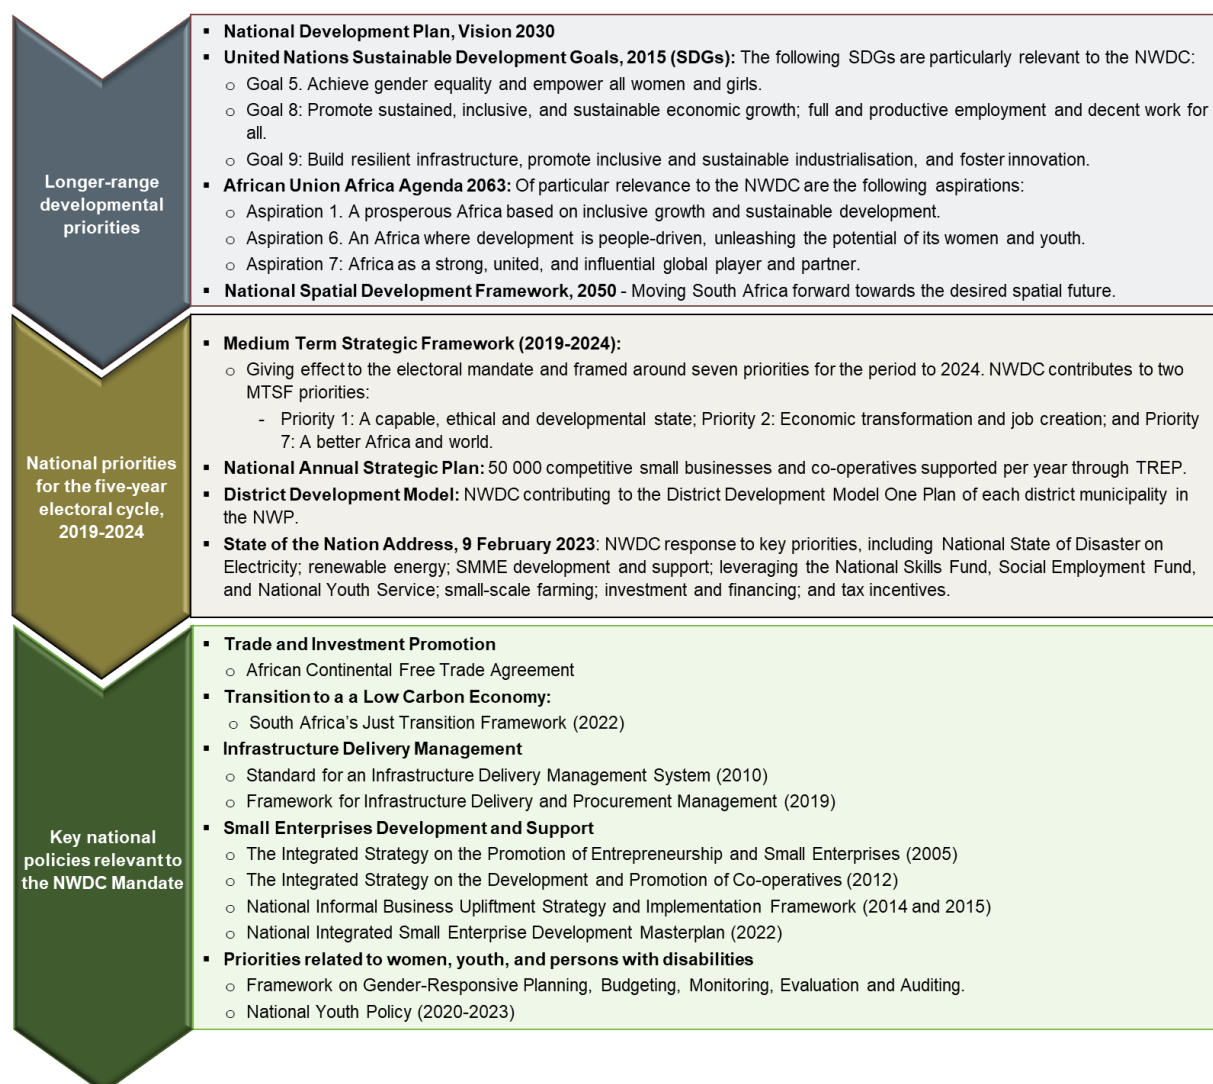 Longer-range
developmental
priorities
▪ National Development Plan, Vision 2030
▪ United Nations Sustainable Development Goals, 2015 (SDGs): The following SDGs are particularly relevant to the NWDC:
o Goal 5. Achieve gender equality and empower all women and girls.
o Goal 8: Promote sustained, inclusive, and sustainable economic growth; full and productive employment and decent work for
all.
o Goal 9: Build resilient infrastructure, promote inclusive and sustainable industrialisation, and foster innovation.
▪ African Union Africa Agenda 2063: Of particular relevance to the NWDC are the following aspirations:
o Aspiration 1. A prosperous Africa based on inclusive growth and sustainable development.
o Aspiration 6. An Africa where development is people-driven, unleashing the potential of its women and youth.
o Aspiration 7: Africa as a strong, united, and influential global player and partner.
▪ National Spatial Development Framework, 2050 - Moving South Africa forward towards the desired spatial future.
National priorities
for the five-year
electoral cycle,
2019-2024
▪ Medium Term Strategic Framework (2019-2024):
o Giving effect to the electoral mandate and framed around seven priorities for the period to 2024. NWDC contributes to two
MTSF priorities:
- Priority 1: A capable, ethical and developmental state; Priority 2: Economic transformation and job creation; and Priority
7: A better Africa and world.
▪ National Annual Strategic Plan: 50 000 competitive small businesses and co-operatives supported per year through TREP.
▪ District Development Model: NWDC contributing to the District Development Model One Plan of each district municipality in
the NWP.
▪ State of the Nation Address, 9 February 2023: NWDC response to key priorities, including National State of Disaster on
Electricity; renewable energy; SMME development and support; leveraging the National Skills Fund, Social Employment Fund,
and National Youth Service; small-scale farming; investment and financing; and tax incentives.
Key national
policies relevant to
the NWDC Mandate
▪ Trade and Investment Promotion
o African Continental Free Trade Agreement
▪ Transition to a a Low Carbon Economy:
o South Africa's Just Transition Framework (2022)
▪ Infrastructure Delivery Management
o Standard for an Infrastructure Delivery Management System (2010)
o Framework for Infrastructure Delivery and Procurement Management (2019)
▪ Small Enterprises Development and Support
o The Integrated Strategy on the Promotion of Entrepreneurship and Small Enterprises (2005)
o The Integrated Strategy on the Development and Promotion of Co-operatives (2012)
o National Informal Business Upliftment Strategy and Implementation Framework (2014 and 2015)
o National Integrated Small Enterprise Development Masterplan (2022)
▪ Priorities related to women, youth, and persons with disabilities
o Framework on Gender-Responsive Planning, Budgeting, Monitoring, Evaluation and Auditing.
o National Youth Policy (2020-2023)